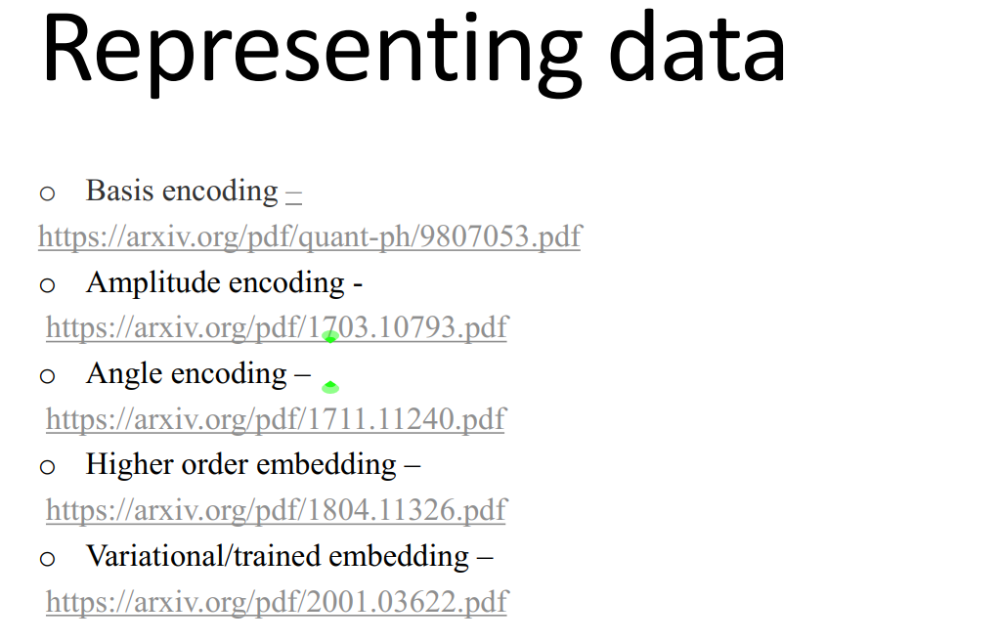 Representing data
o Basis encoding –
https://arxiv.org/pdf/quant-ph/9807053.pdf
o Amplitude encoding -
https://arxiv.org/pdf/1703.10793.pdf
o Angle encoding –
https://arxiv.org/pdf/1711.11240.pdf
o Higher order embedding –
https://arxiv.org/pdf/1804.11326.pdf
o Variational/trained embedding –
https://arxiv.org/pdf/2001.03622.pdf